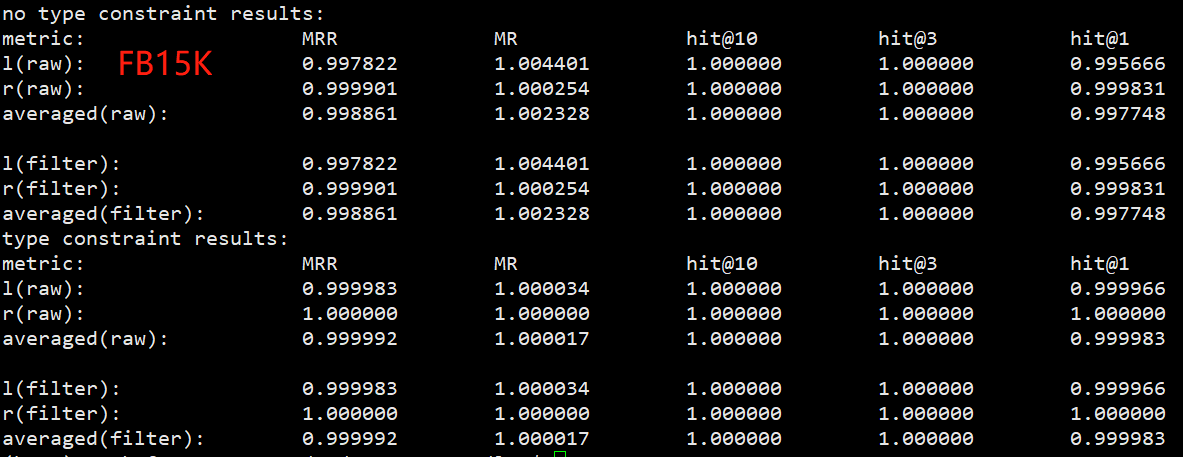 no type constraint results:
metric: MRR MR hit@10 hit@3 hit@1
l(raw): FB15K 0.997822 1.004401 1.000000 1.000000 0.995666
r(raw): 0.999901 1.000254 1.000000 1.000000 0.999831
averaged(raw): 0.998861 1.002328 1.000000 1.000000 0.997748
l(filter): 0.997822 1.004401 1.000000 1.000000 0.995666
r(filter): 0.999901 1.000254 1.000000 1.000000 0.999831
averaged(filter): 0.998861 1.002328 1.000000 1.000000 0.997748
type constraint results:
metric: MRR MR hit@10 hit@3 hit@1
l(raw): 0.999983 1.000034 1.000000 1.000000 0.999966
r(raw): 1.000000 1.000000 1.000000 1.000000 1.000000
averaged(raw): 0.999992 1.000017 1.000000 1.000000 0.999983
l(filter): 0.999983 1.000034 1.000000 1.000000 0.999966
r(filter): 1.000000 1.000000 1.000000 1.000000 1.000000
averaged(filter): 0.999992 1.000017 1.000000 1.000000 0.999983